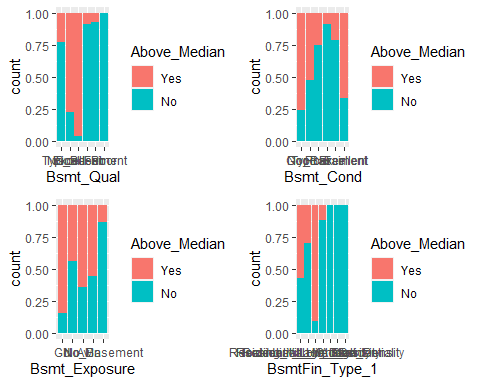 1.00
0.75
0.50
0.25
0.00
count
Bsmt_Qual
Above_Median
Yes
No
1.00
0.75
0.50
0.25
0.00
count
Bsmt_Cond
Above_Median
Yes
No
1.00
0.75
0.50
0.25
0.00
count
Bsmt_Exposure
Above_Median
Yes
No
1.00
0.75
0.50
0.25
0.00
count
BsmtFin_Type_1
Above_Median
Yes
No